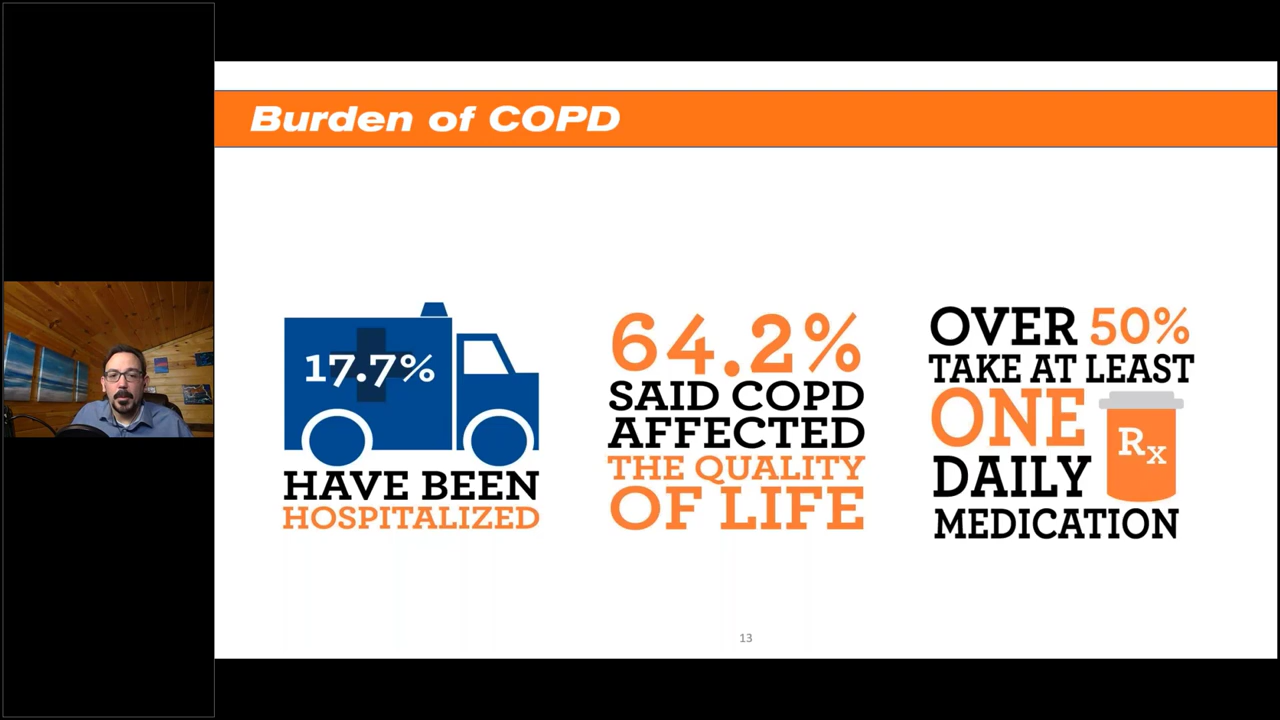 Burden of COPD
17.7%
HAVE BEEN
HOSPITALIZED
64.2%
SAID COPD
AFFECTED
THE QUALITY
OF LIFE
OVER 50%
TAKE AT LEAST
ONE
DAILY
MEDICATION
Rx
13